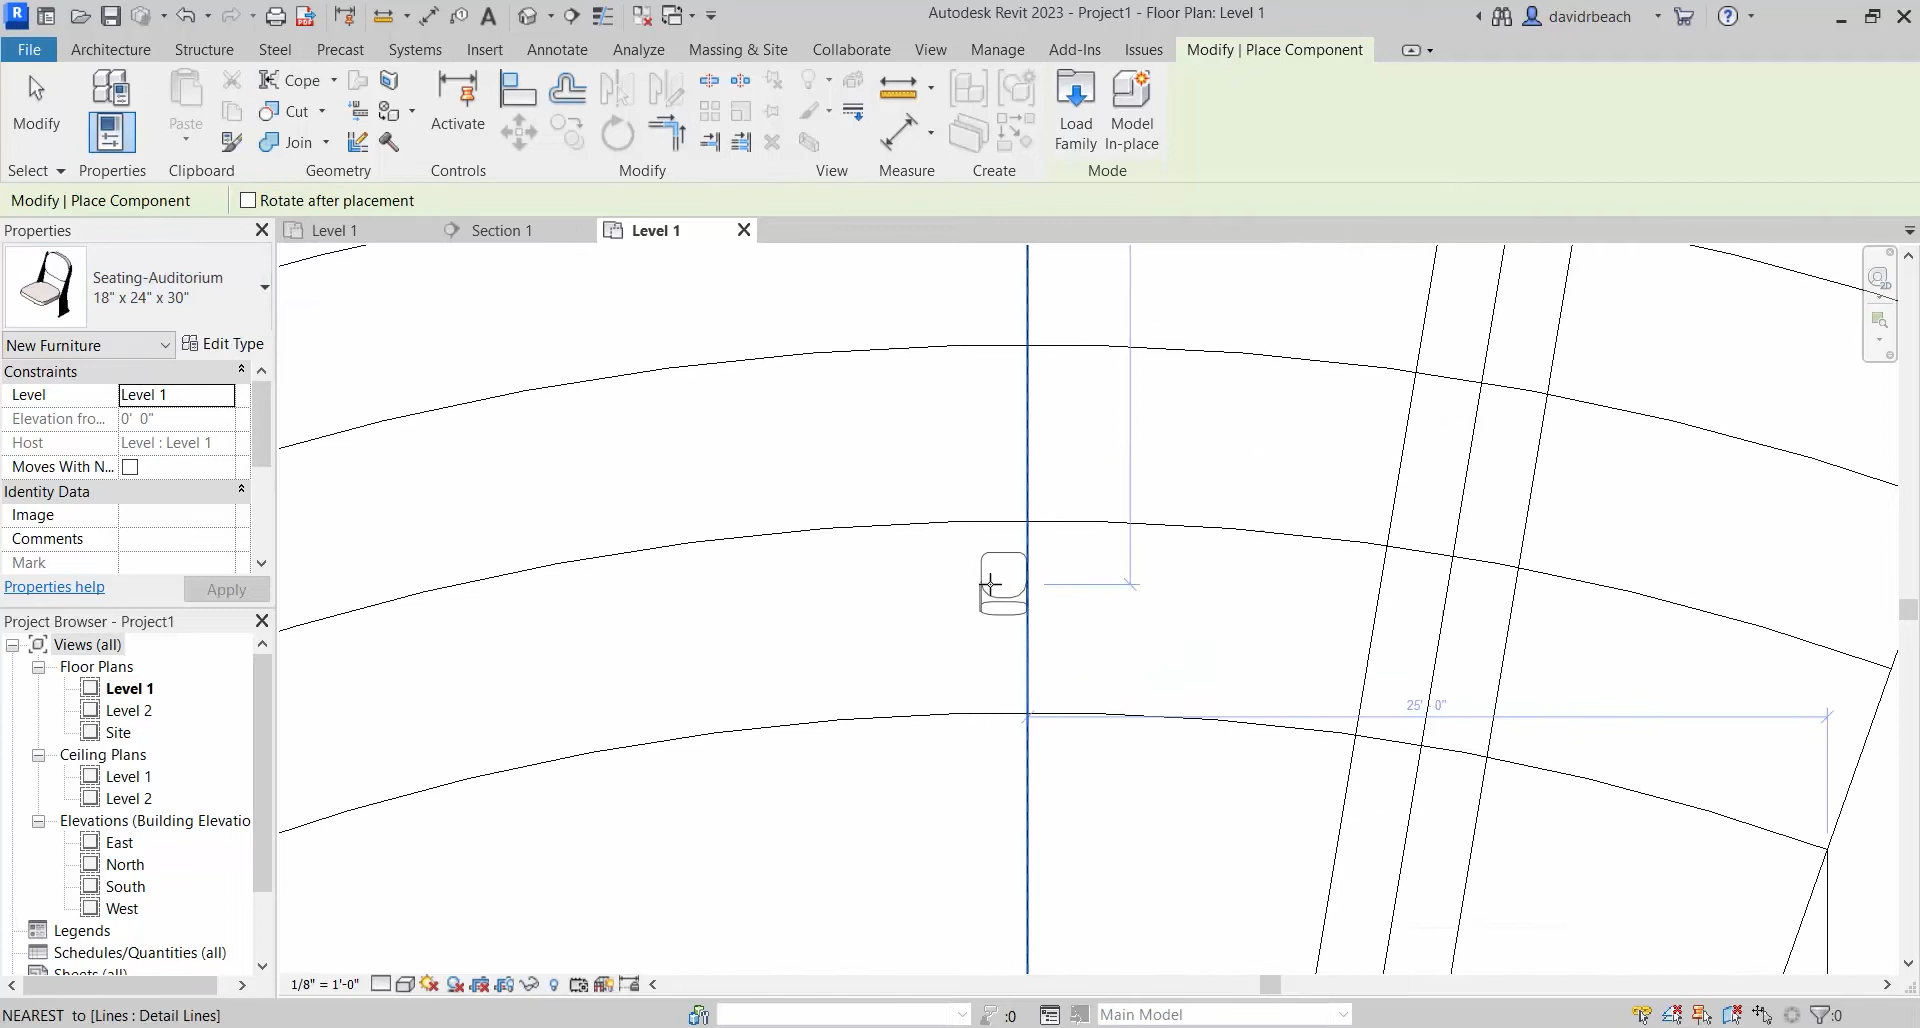 R
A
Autodesk Revit 2023 - Project1 - Floor Plan: Level 1
davidrbeach
?
File
Architecture
Structure
Steel
Precast
Systems
Insert
Annotate
Analyze
Massing & Site
Collaborate
View
Manage
Add-Ins
Issues
Modify | Place Component
Modify
Paste
Cope
Cut
Join
Activate
Load
Family
Model
In-place
Select
Properties
Clipboard
Geometry
Controls
Modify
View
Measure
Create
Mode
Modify | Place Component
Rotate after placement
Properties
Level 1
Section 1
Level 1
Seating-Auditorium
18" x 24" x 30"
New Furniture
Edit Type
Constraints
Level
Level 1
Elevation fro...
0' 0"
Host
Level : Level 1
Moves With N...
Identity Data
Image
Comments
Mark
Properties help
Apply
2D
25' 0"
Project Browser - Project1
Views (all)
Floor Plans
Level 1
Level 2
Site
Ceiling Plans
Level 1
Level 2
Elevations (Building Elevatio
East
North
South
West
Legends
Schedules/Quantities (all)
Sheets (all)
1/8" = 1'-0"
NEAREST to [Lines : Detail Lines]
:0
Main Model
:0